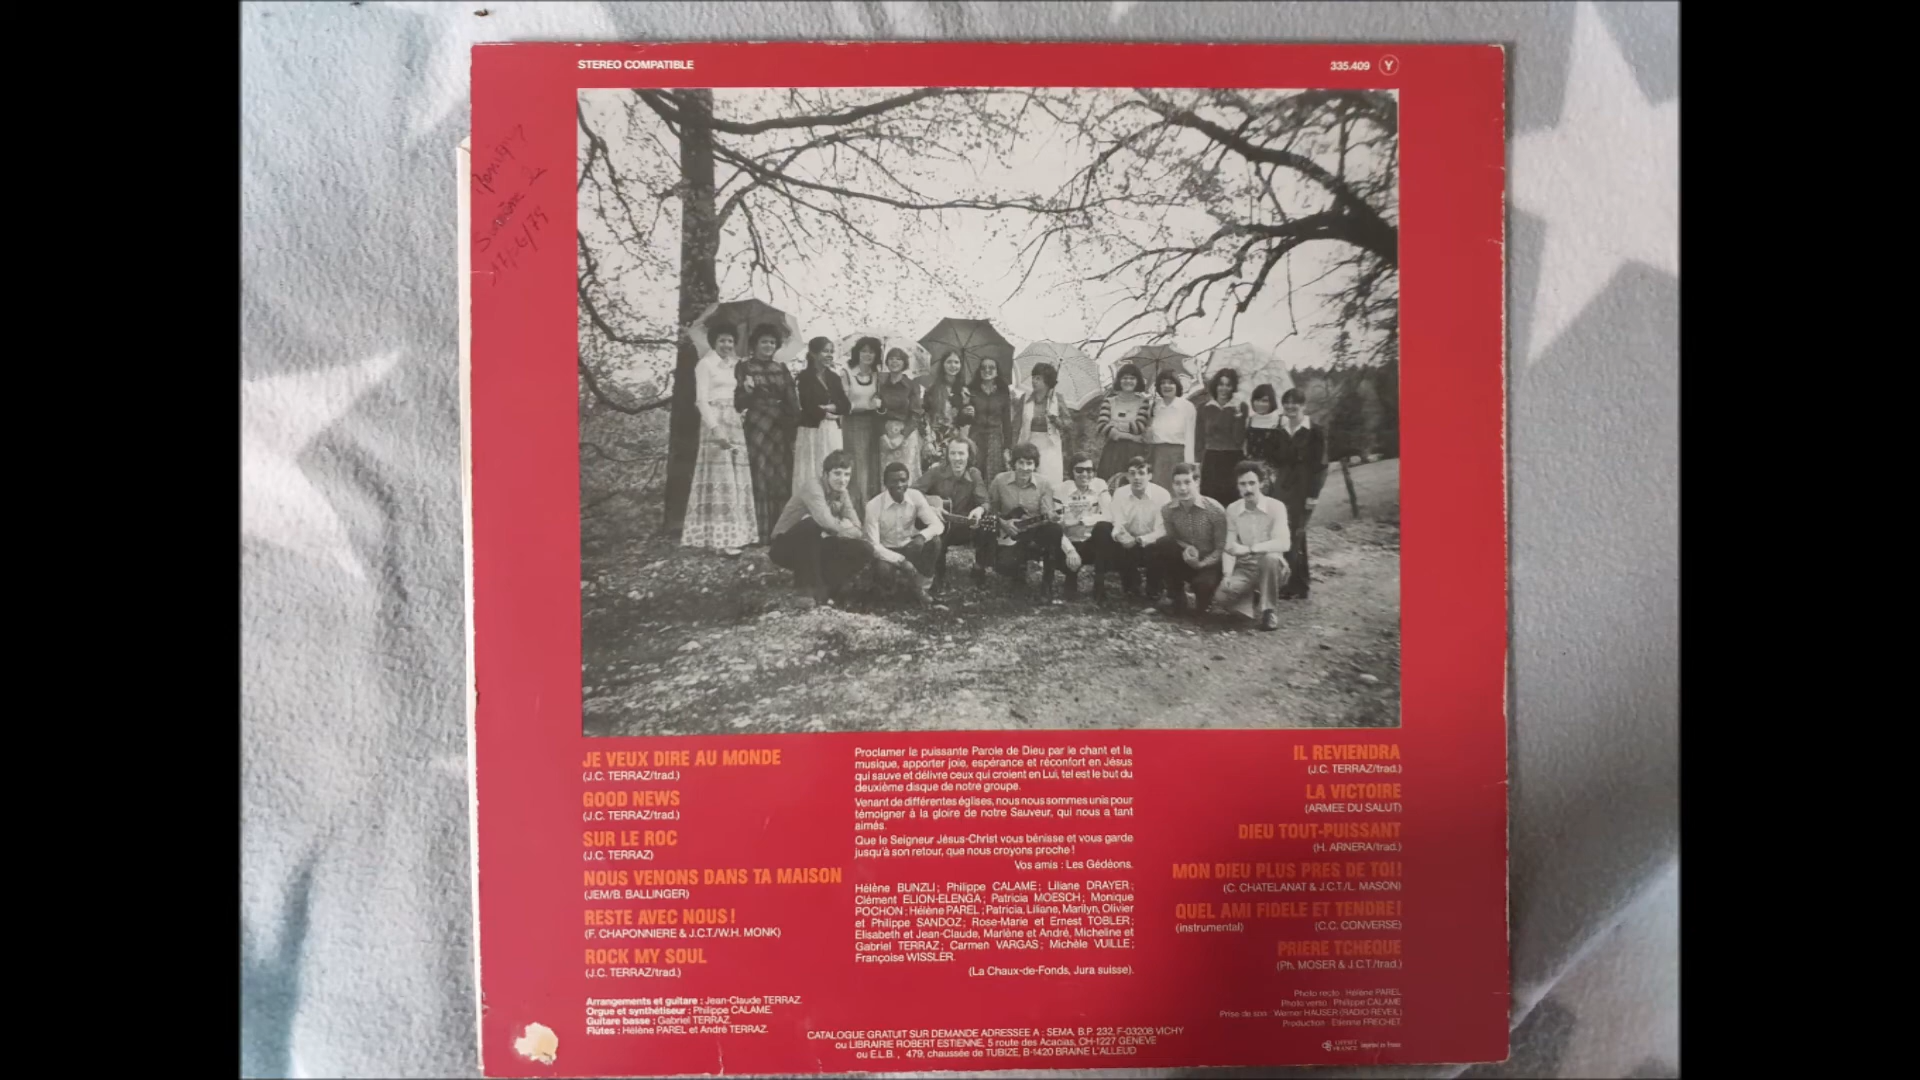 STEREO COMPATIBLE
335.409 Y
JE VEUX DIRE AU MONDE
(J.C. TERRAZ/trad.)
GOOD NEWS
(J.C. TERRAZ/trad.)
SUR LE ROC
(J.C. TERRAZ)
NOUS VENONS DANS TA MAISON
(JEM/B. BALLINGER)
RESTE AVEC NOUS !
(F. CHAPONNIERE & J.C.T./W.H. MONK)
ROCK MY SOUL
(J.C. TERRAZ/trad.)
Arrangements et guitare : Jean-Claude TERRAZ.
Orgue et synthétiseur : Philippe CALAME.
Guitare basse : Gabriel TERRAZ.
Flûtes : Hélène PAREL et André TERRAZ.
Proclamer la puissante Parole de Dieu par le chant et la
musique, apporter joie, espérance et réconfort en Jésus
qui sauve et délivre ceux qui croient en Lui, tel est le but du
deuxième disque de notre groupe.
Venant de différentes églises, nous nous sommes unis pour
témoigner à la gloire de notre Sauveur, qui nous a tant
aimés.
Que le Seigneur Jésus-Christ vous bénisse et vous garde
jusqu'à son retour, que nous croyons proche !
Vos amis : Les Gédéons.
Hélène BUNZLI ; Philippe CALAME ; Liliane DRAYER ;
Clément ELION-ELENGA ; Patricia MOESCH ; Monique
POCHON ; Hélène PAREL ; Patricia, Liliane, Marilyn, Olivier
et Philippe SANDOZ ; Rose-Marie et Ernest TOBLER ;
Elisabeth et Jean-Claude, Marlène et André, Micheline et
Gabriel TERRAZ ; Carmen VARGAS ; Michèle VUILLE ;
Françoise WISSLER.
(La Chaux-de-Fonds, Jura suisse).
IL REVIENDRA
(J.C. TERRAZ/trad.)
LA VICTOIRE
(ARMEE DU SALUT)
DIEU TOUT-PUISSANT
(H. ARNERA/trad.)
MON DIEU PLUS PRES DE TOI !
(C. CHATELANAT & J.C.T./L. MASON)
QUEL AMI FIDELE ET TENDRE !
(instrumental) (C.C. CONVERSE)
PRIERE TCHEQUE
(Ph. MOSER & J.C.T./trad.)
Photo recto : Hélène PAREL
Photo verso : Philippe CALAME
Prise de son : Werner HAUSER (RADIO REVEIL)
Production : Etienne FRECHET.
CATALOGUE GRATUIT SUR DEMANDE ADRESSEE A : SEMA, B.P. 232, F-03208 VICHY
ou LIBRAIRIE ROBERT ESTIENNE, 5 route des Acacias, CH-1227 GENEVE
ou E.L.B. , 479, chaussée de TUBIZE, B-1420 BRAINE L'ALLEUD
OFFSET
FRANCE imprimé en France